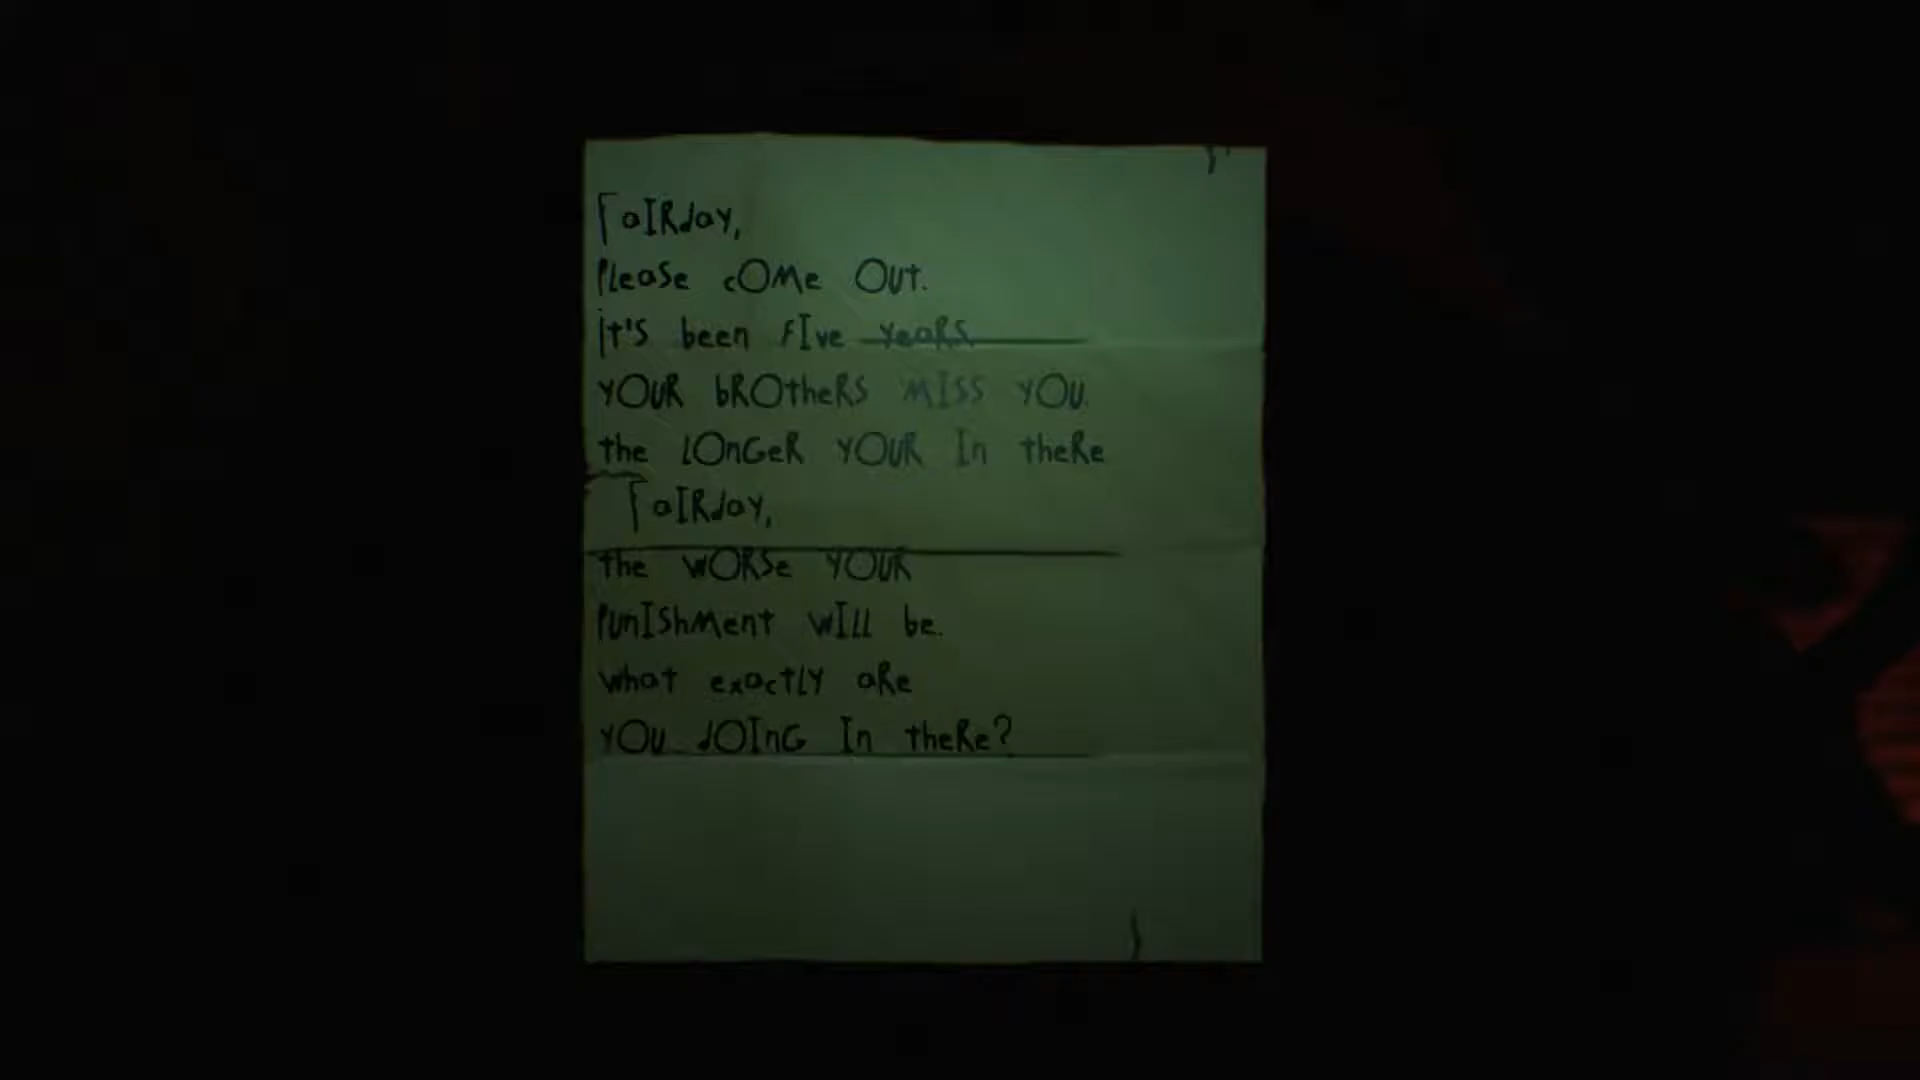 FaIRday,
Please cOMe OUt.
It's been fIve yeaRs
yOUR bROtheRS MISS yOU.
the LOnGeR yOUR In theRe
FaIRday,
the wORSe yOUR
PunIShMent wILL be.
what exactLy aRe
yOU dOInG In theRe?